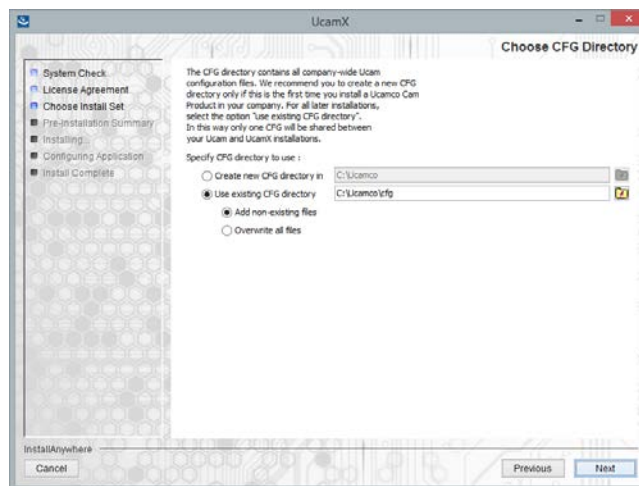 UcamX
Choose CFG Directory
System Check
License Agreement
Choose Install Set
Pre-Installation Summary
Installing...
Configuring Application
Install Complete
The CFG directory contains all company-wide Ucam
configuration files. We recommend you to create a new CFG
directory only if this is the first time you install a Ucamco Cam
Product in your company. For all later installations,
select the option "use existing CFG directory".
In this way only one CFG will be shared between
your Ucam and UcamX installations.
Specify CFG directory to use :
Create new CFG directory in C:\Ucamco
Use existing CFG directory C:\Ucamco\cfg
Add non-existing files
Overwrite all files
InstallAnywhere
Cancel Previous Next